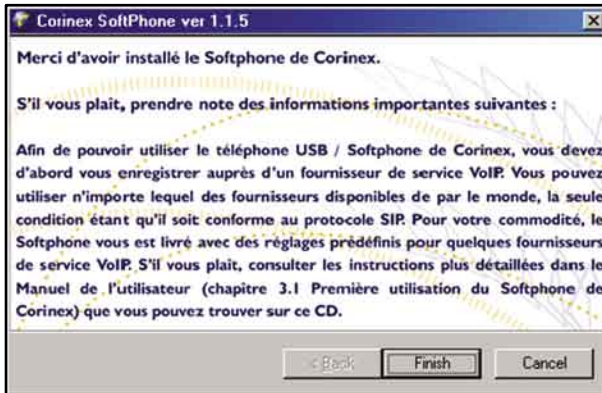 Corinex SoftPhone ver 1.1.5
Merci d'avoir installé le Softphone de Corinex.
S'il vous plait, prendre note des informations importantes suivantes :
Afin de pouvoir utiliser le téléphone USB / Softphone de Corinex, vous devez
d'abord vous enregistrer auprès d'un fournisseur de service VoIP. Vous pouvez
utiliser n'importe lequel des fournisseurs disponibles de par le monde, la seule
condition étant qu'il soit conforme au protocole SIP. Pour votre commodité, le
Softphone vous est livré avec des réglages prédéfinis pour quelques fournisseurs
de service VoIP. S'il vous plait, consulter les instructions plus détaillées dans le
Manuel de l'utilisateur (chapitre 3.1 Première utilisation du Softphone de
Corinex) que vous pouvez trouver sur ce CD.
< Back Finish Cancel